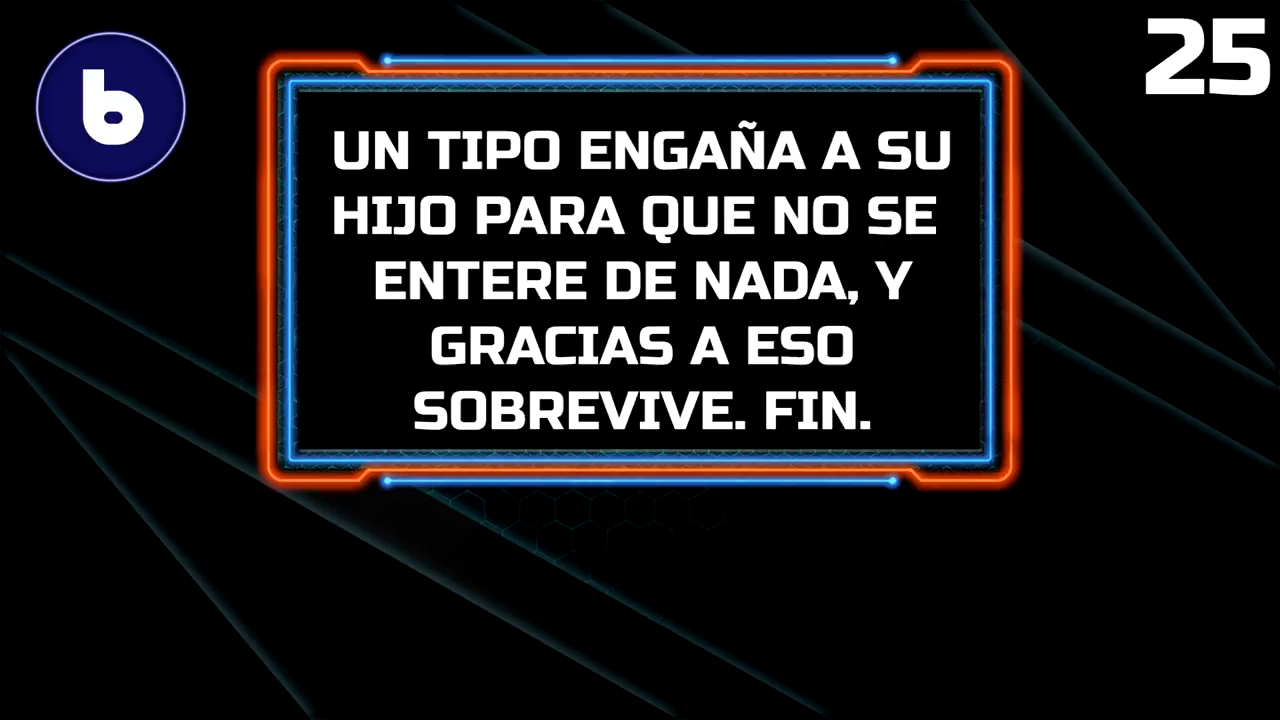 b
25
UN TIPO ENGAÑA A SU
HIJO PARA QUE NO SE
ENTERE DE NADA, Y
GRACIAS A ESO
SOBREVIVE. FIN.